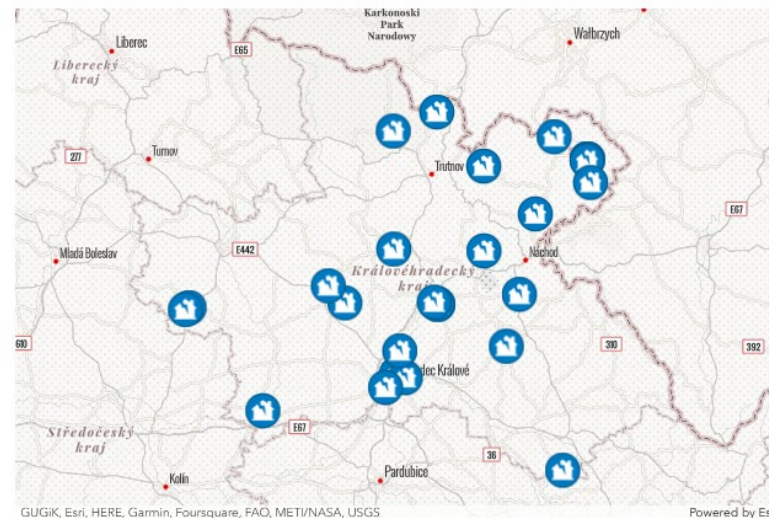 Karkonoski
Park
Narodowy
Wałbrzych
Liberec
E65
Liberecký
kraj
Turnov
277
Trutnov
E67
E442
Náchod
Mladá Boleslav
Královéhradecký
kraj
610
310
392
dec Králové
E67
Středočeský
kraj
36
Kolín
Pardubice
GUGiK, Esri, HERE, Garmin, Foursquare, FAO, METI/NASA, USGS
Powered by Es